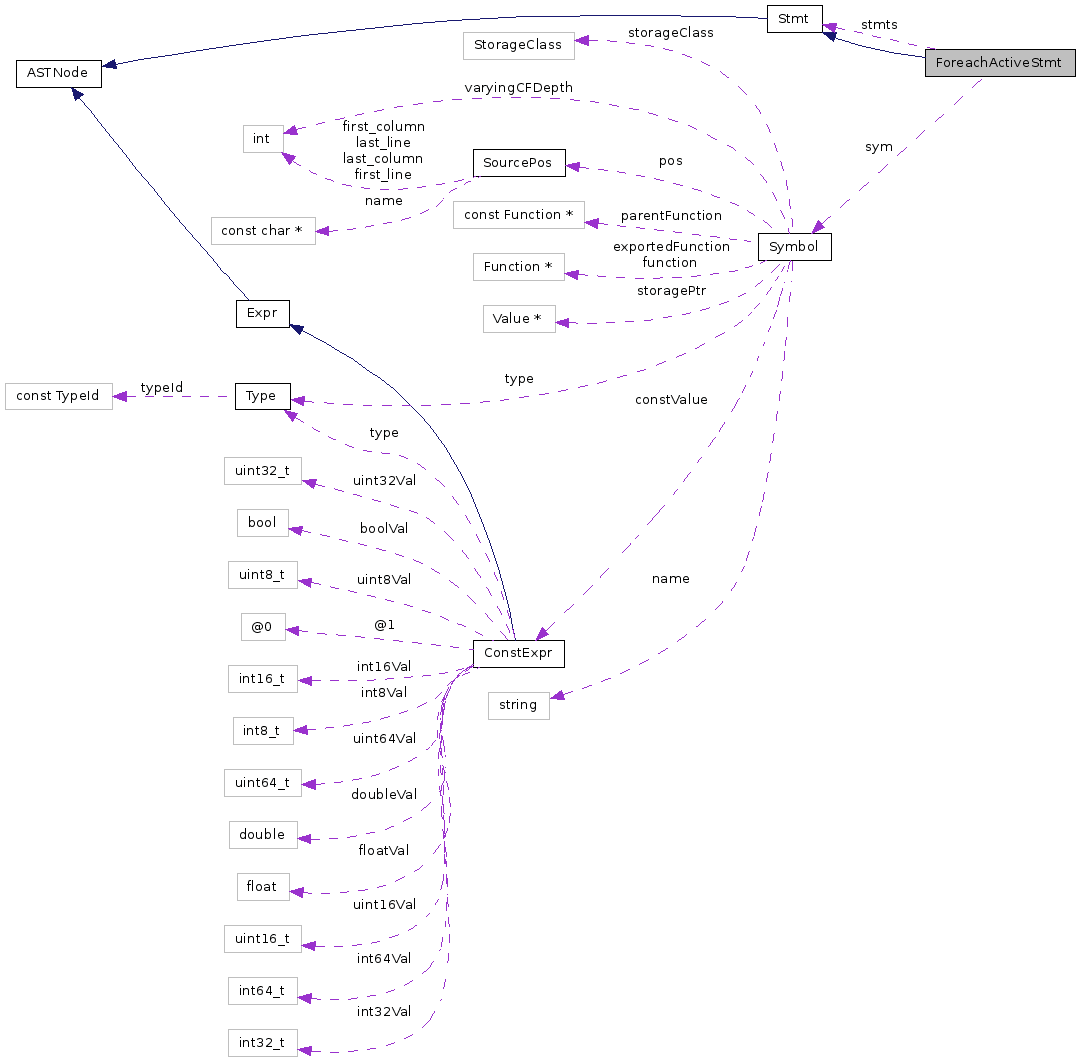 Stmt
stmts
storageClass
StorageClass
ForeachActiveStmt
ASTNode
varyingCFDepth
first_column
last_line
last_column
first_line
int
sym
SourcePos
pos
name
const Function *
parentFunction
const char *
Symbol
exportedFunction
function
Function *
storagePtr
Expr
Value *
type
typeId
const TypeId
Type
constValue
type
uint32_t
uint32Val
bool
boolVal
uint8_t
uint8Val
name
@0
@1
ConstExpr
int16Val
int16_t
int8Val
string
int8_t
uint64Val
uint64_t
doubleVal
double
floatVal
float
uint16Val
uint16_t
int64Val
int64_t
int32Val
int32_t